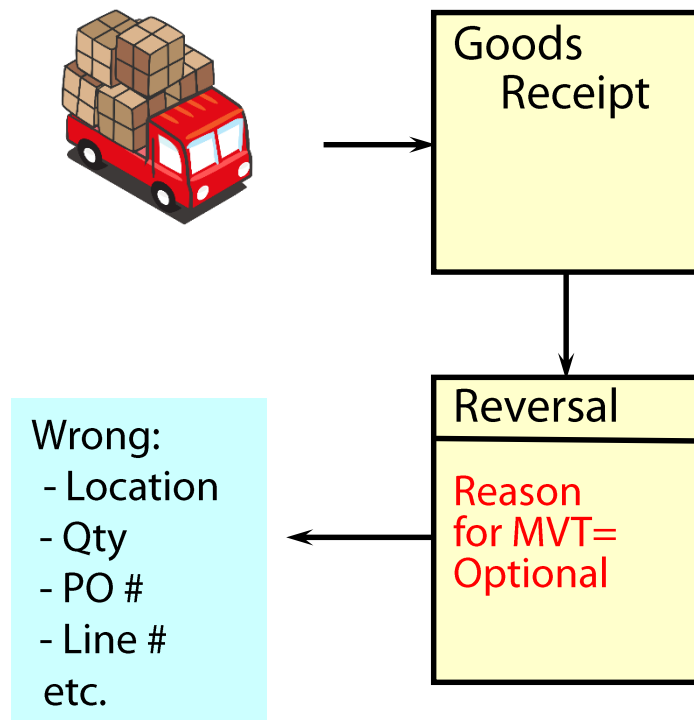 Goods
Receipt
Reversal
Reason
for MVT=
Optional
Wrong:
- Location
- Qty
- PO #
- Line #
etc.